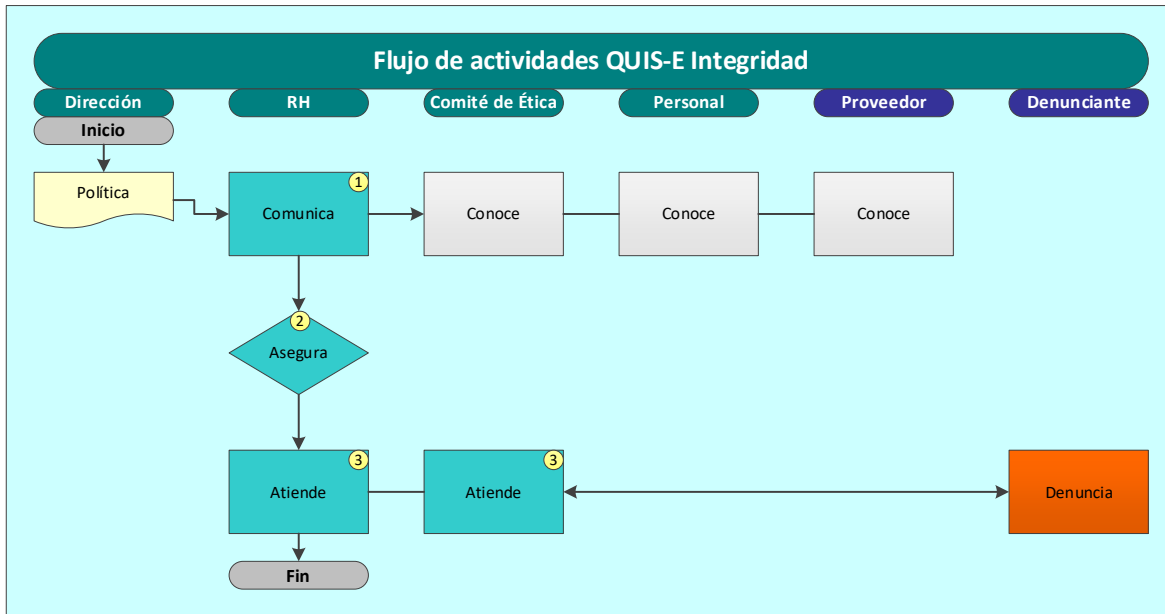 Flujo de actividades QUIS-E Integridad
Dirección RH Comité de Ética Personal Proveedor Denunciante
Inicio
Política
1
Comunica
Conoce
Conoce
Conoce
2
Asegura
3
Atiende
3
Atiende
Denuncia
Fin